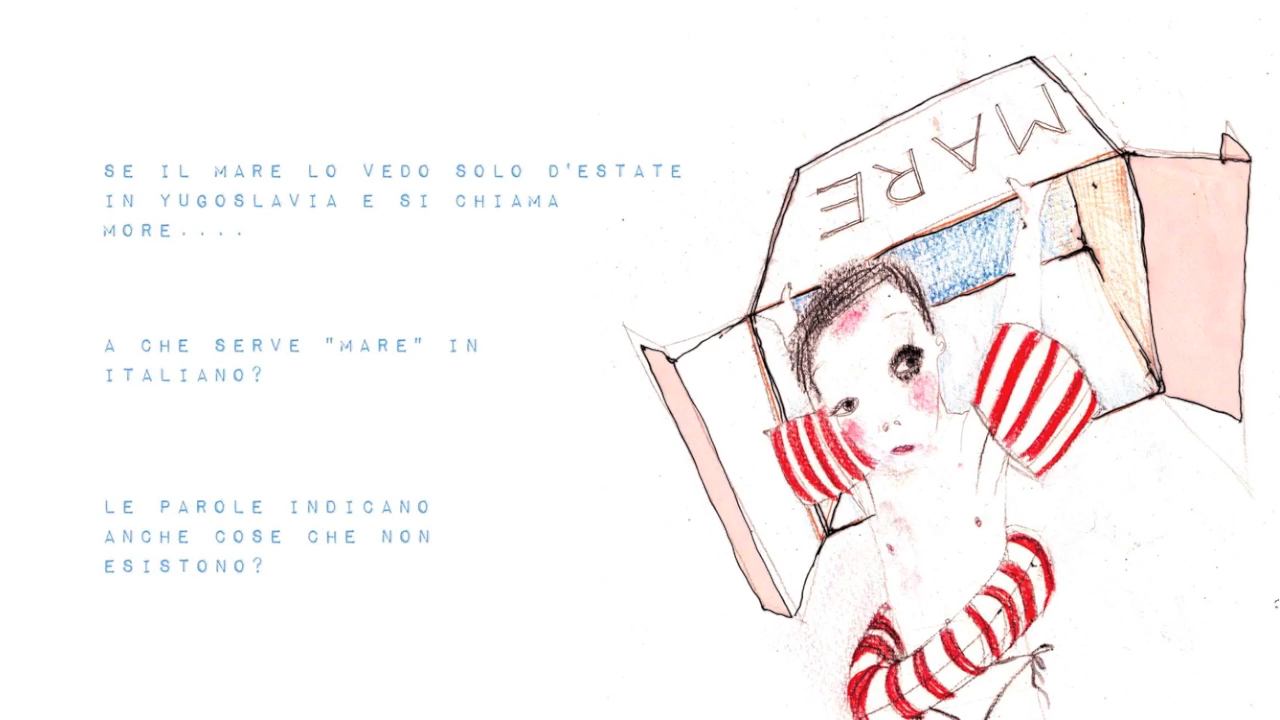 SE IL MARE LO VEDO SOLO D'ESTATE
IN YUGOSLAVIA E SI CHIAMA
MORE....
A CHE SERVE "MARE" IN
ITALIANO?
LE PAROLE INDICANO
ANCHE COSE CHE NON
ESISTONO?
MARE